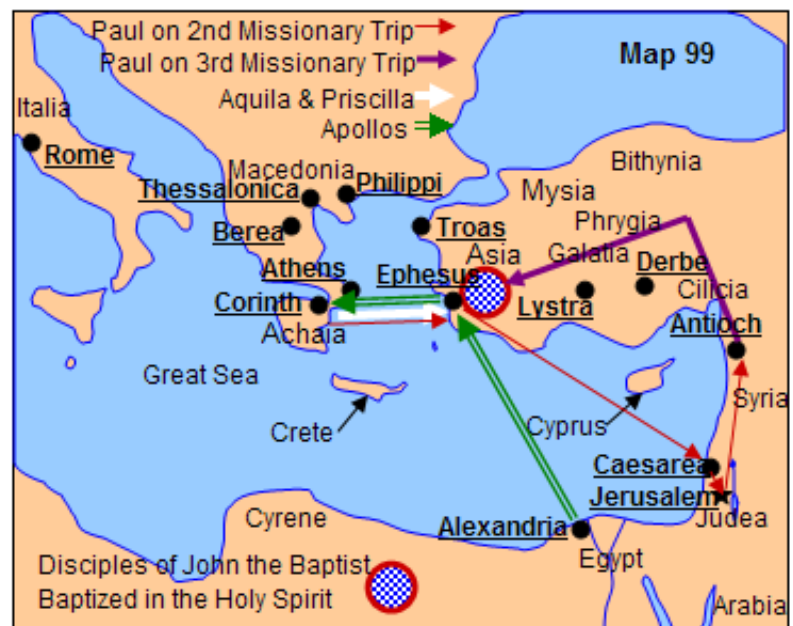 Paul on 2nd Missionary Trip
Map 99
Paul on 3rd Missionary Trip
Aquila & Priscilla
Italia
Apollos
Rome
Bithynia
Macedonia
Mysia
Thessalonica
Philippi
Phrygia
Berea
Troas
Asia
Galatia
Athens
Ephesus
Derbe
Corinth
Lystra
Cilicia
Achaia
Antioch
Great Sea
Syria
Crete
Cyprus
Caesarea
Jerusalem
Cyrene
Alexandria
Judea
Disciples of John the Baptist
Egypt
Baptized in the Holy Spirit
Arabia